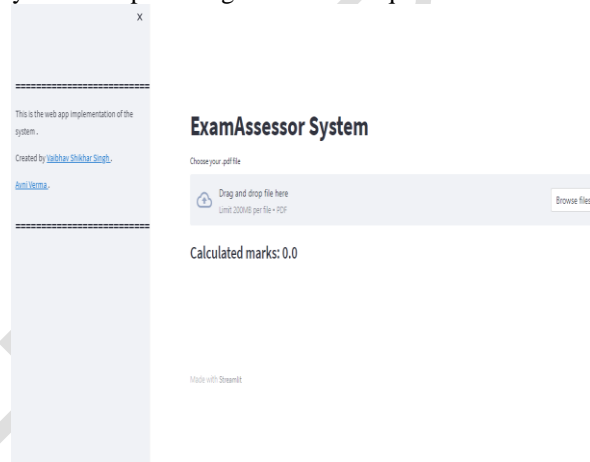 X
==========================
This is the web app implementation of the
system .
Created by Vaibhav Shikhar Singh .
Avni Verma .
==========================
ExamAssessor System
Choose your .pdf file
Drag and drop file here
Limit 200MB per file • PDF
Browse files
Calculated marks: 0.0
Made with Streamlit